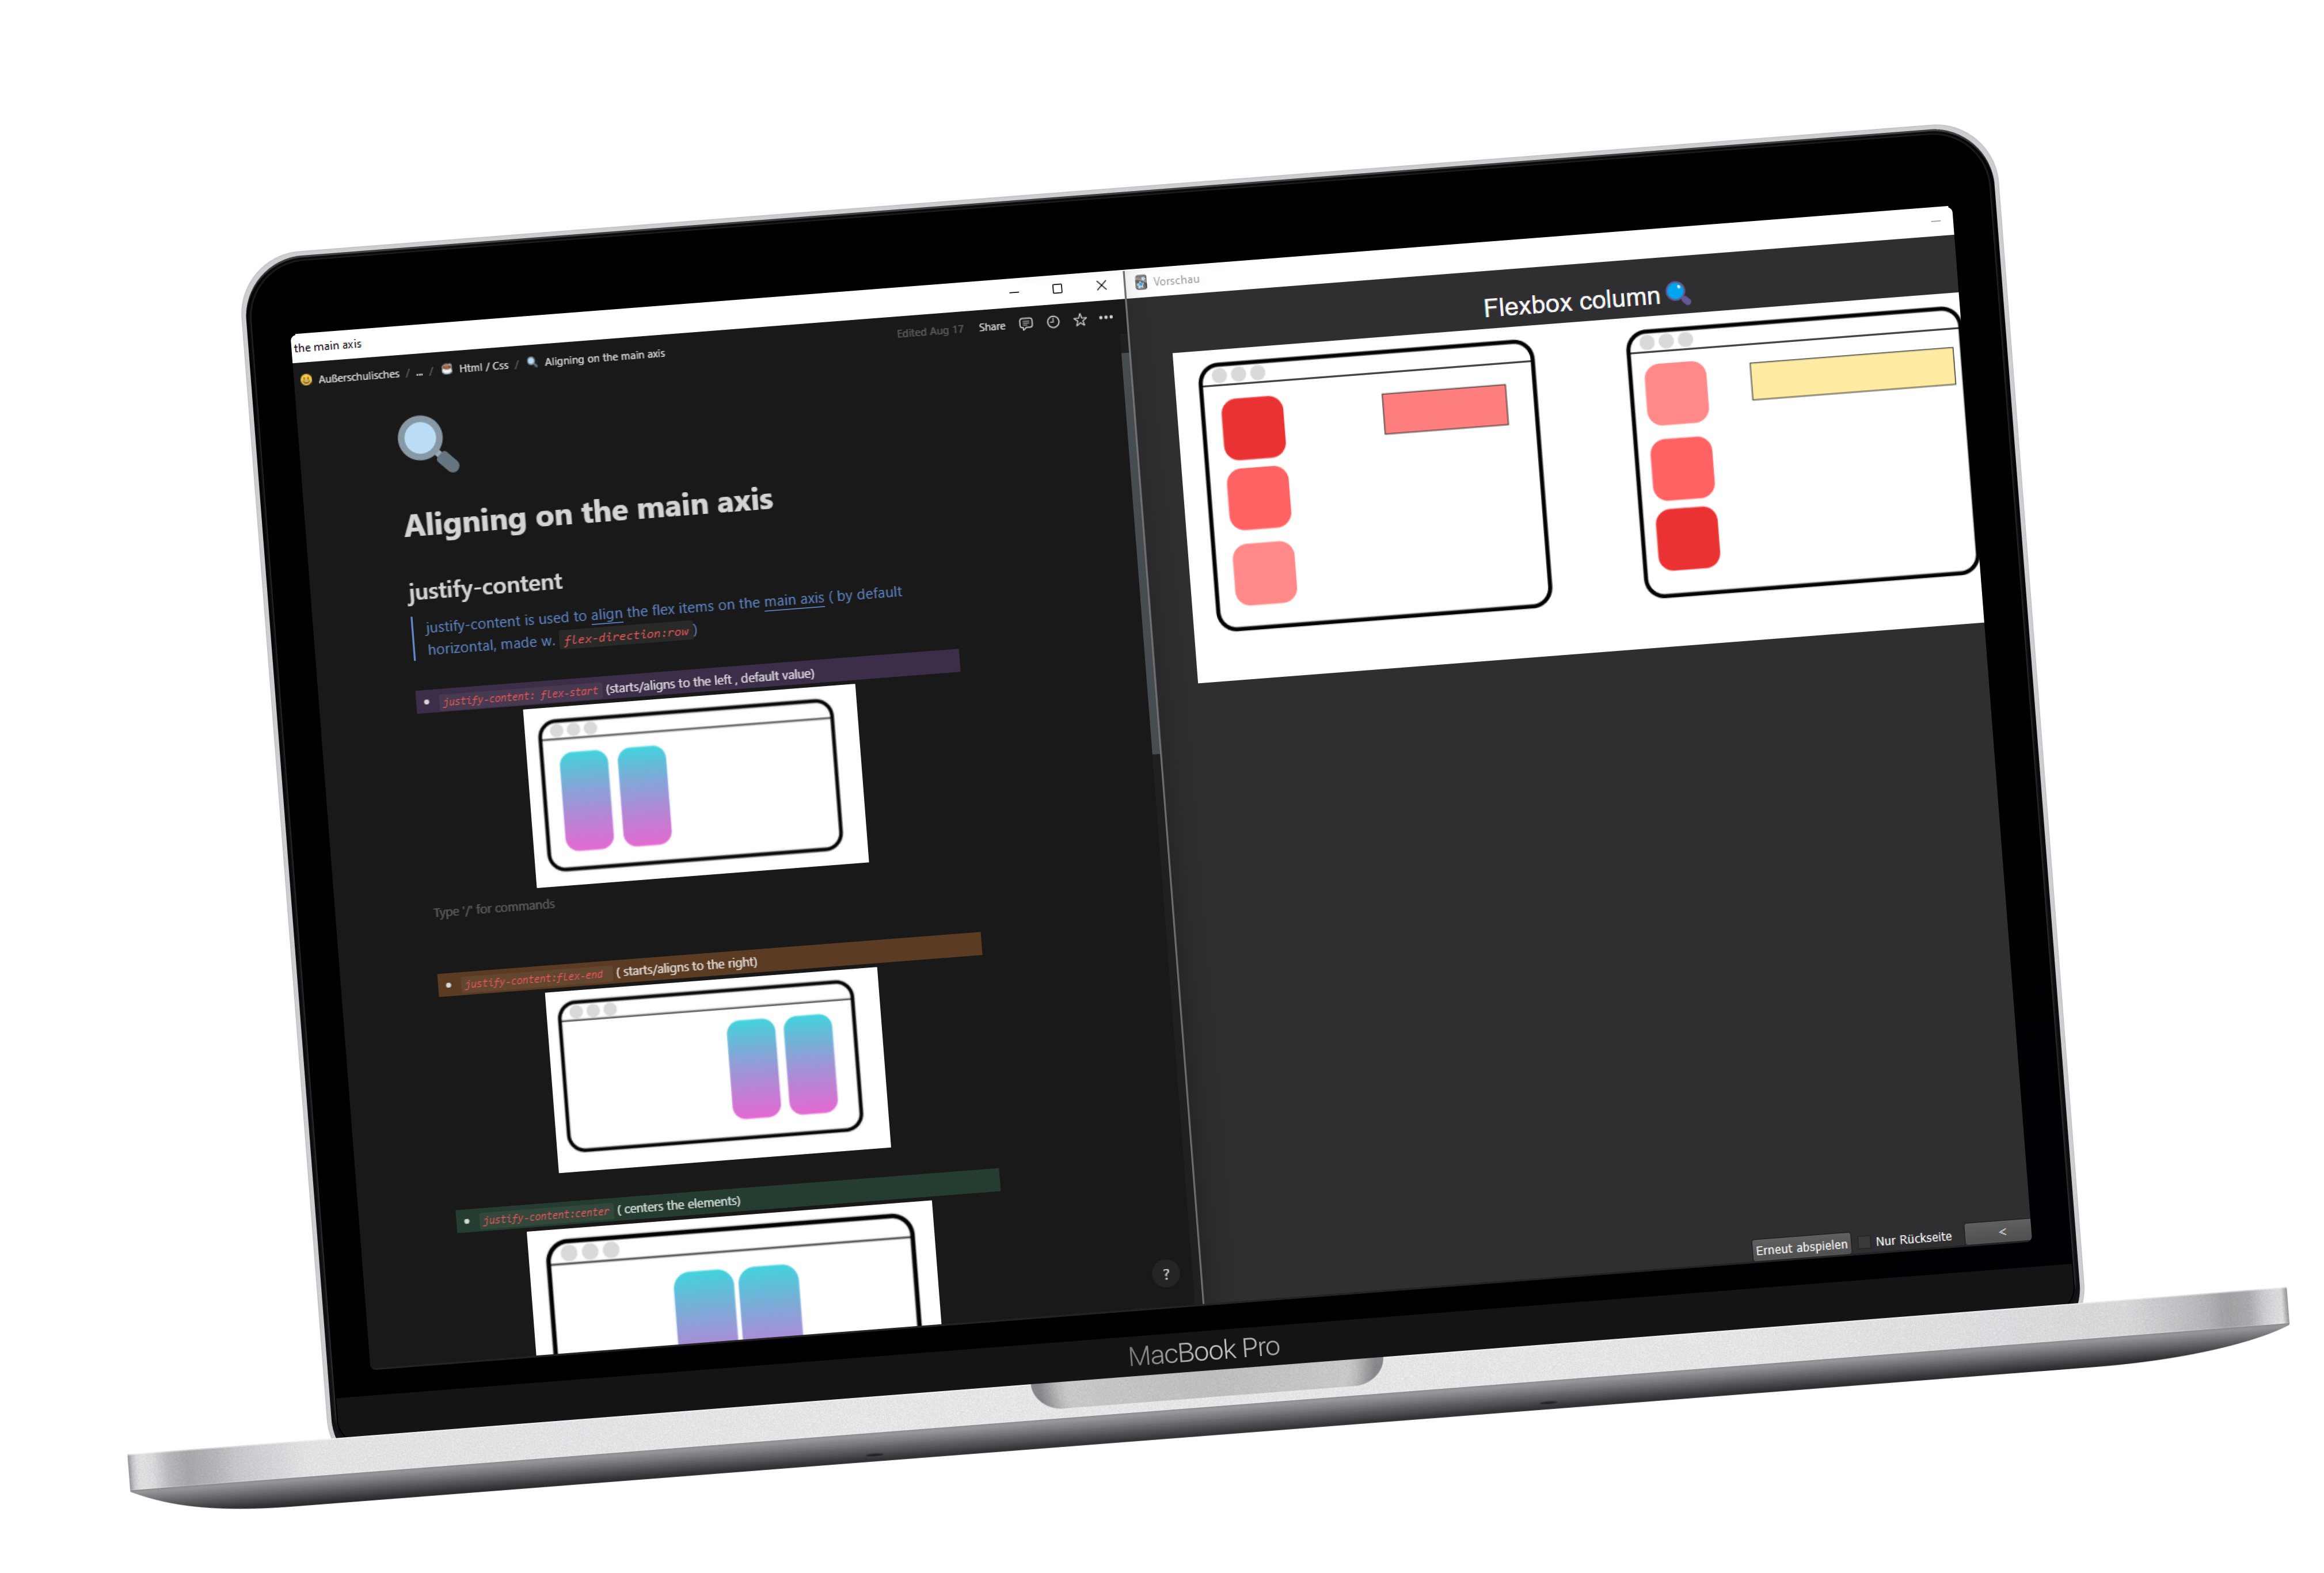 the main axis
Edited Aug 17 Share
Außerschulisches / ... / Html / Css / Aligning on the main axis
Aligning on the main axis
justify-content
justify-content is used to align the flex items on the main axis ( by default
horizontal, made w. flex-direction:row)
• justify-content: flex-start (starts/aligns to the left , default value)
Type '/' for commands
• justify-content:flex-end ( starts/aligns to the right)
• justify-content:center ( centers the elements)
?
Vorschau
Flexbox column
Erneut abspielen Nur Rückseite <
MacBook Pro